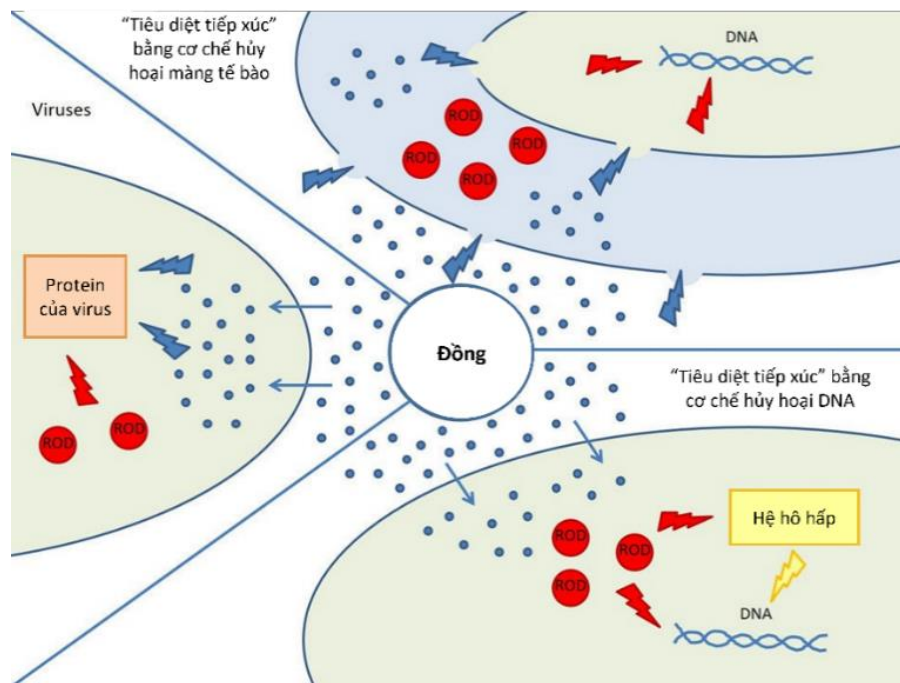 “Tiêu diệt tiếp xúc”
bằng cơ chế hủy
hoại màng tế bào
DNA
Viruses
ROD
ROD
ROD
ROD
Protein
của virus
Đồng
“Tiêu diệt tiếp xúc” bằng
cơ chế hủy hoại DNA
ROD
ROD
Hệ hô hấp
ROD
ROD
ROD
DNA